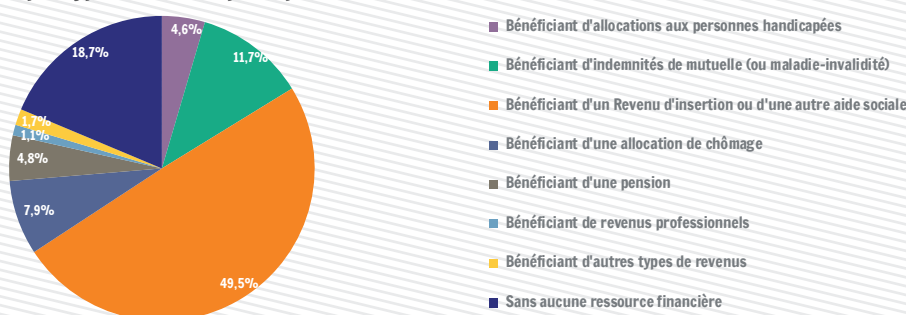 4,6%
11,7%
49,5%
7,9%
4,8%
1,1%
1,7%
18,7%
Bénéficiant d'allocations aux personnes handicapées
Bénéficiant d'indemnités de mutuelle (ou maladie-invalidité)
Bénéficiant d'un Revenu d'insertion ou d'une autre aide sociale
Bénéficiant d'une allocation de chômage
Bénéficiant d'une pension
Bénéficiant de revenus professionnels
Bénéficiant d'autres types de revenus
Sans aucune ressource financière